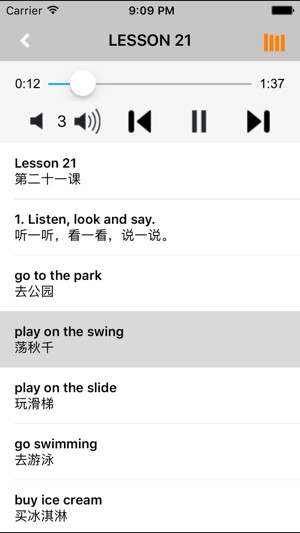 Carrier 9:09 PM
LESSON 21
0:12 1:37
3
Lesson 21
第二十一课
1. Listen, look and say.
听一听，看一看，说一说。
go to the park
去公园
play on the swing
荡秋千
play on the slide
玩滑梯
go swimming
去游泳
buy ice cream
买冰淇淋